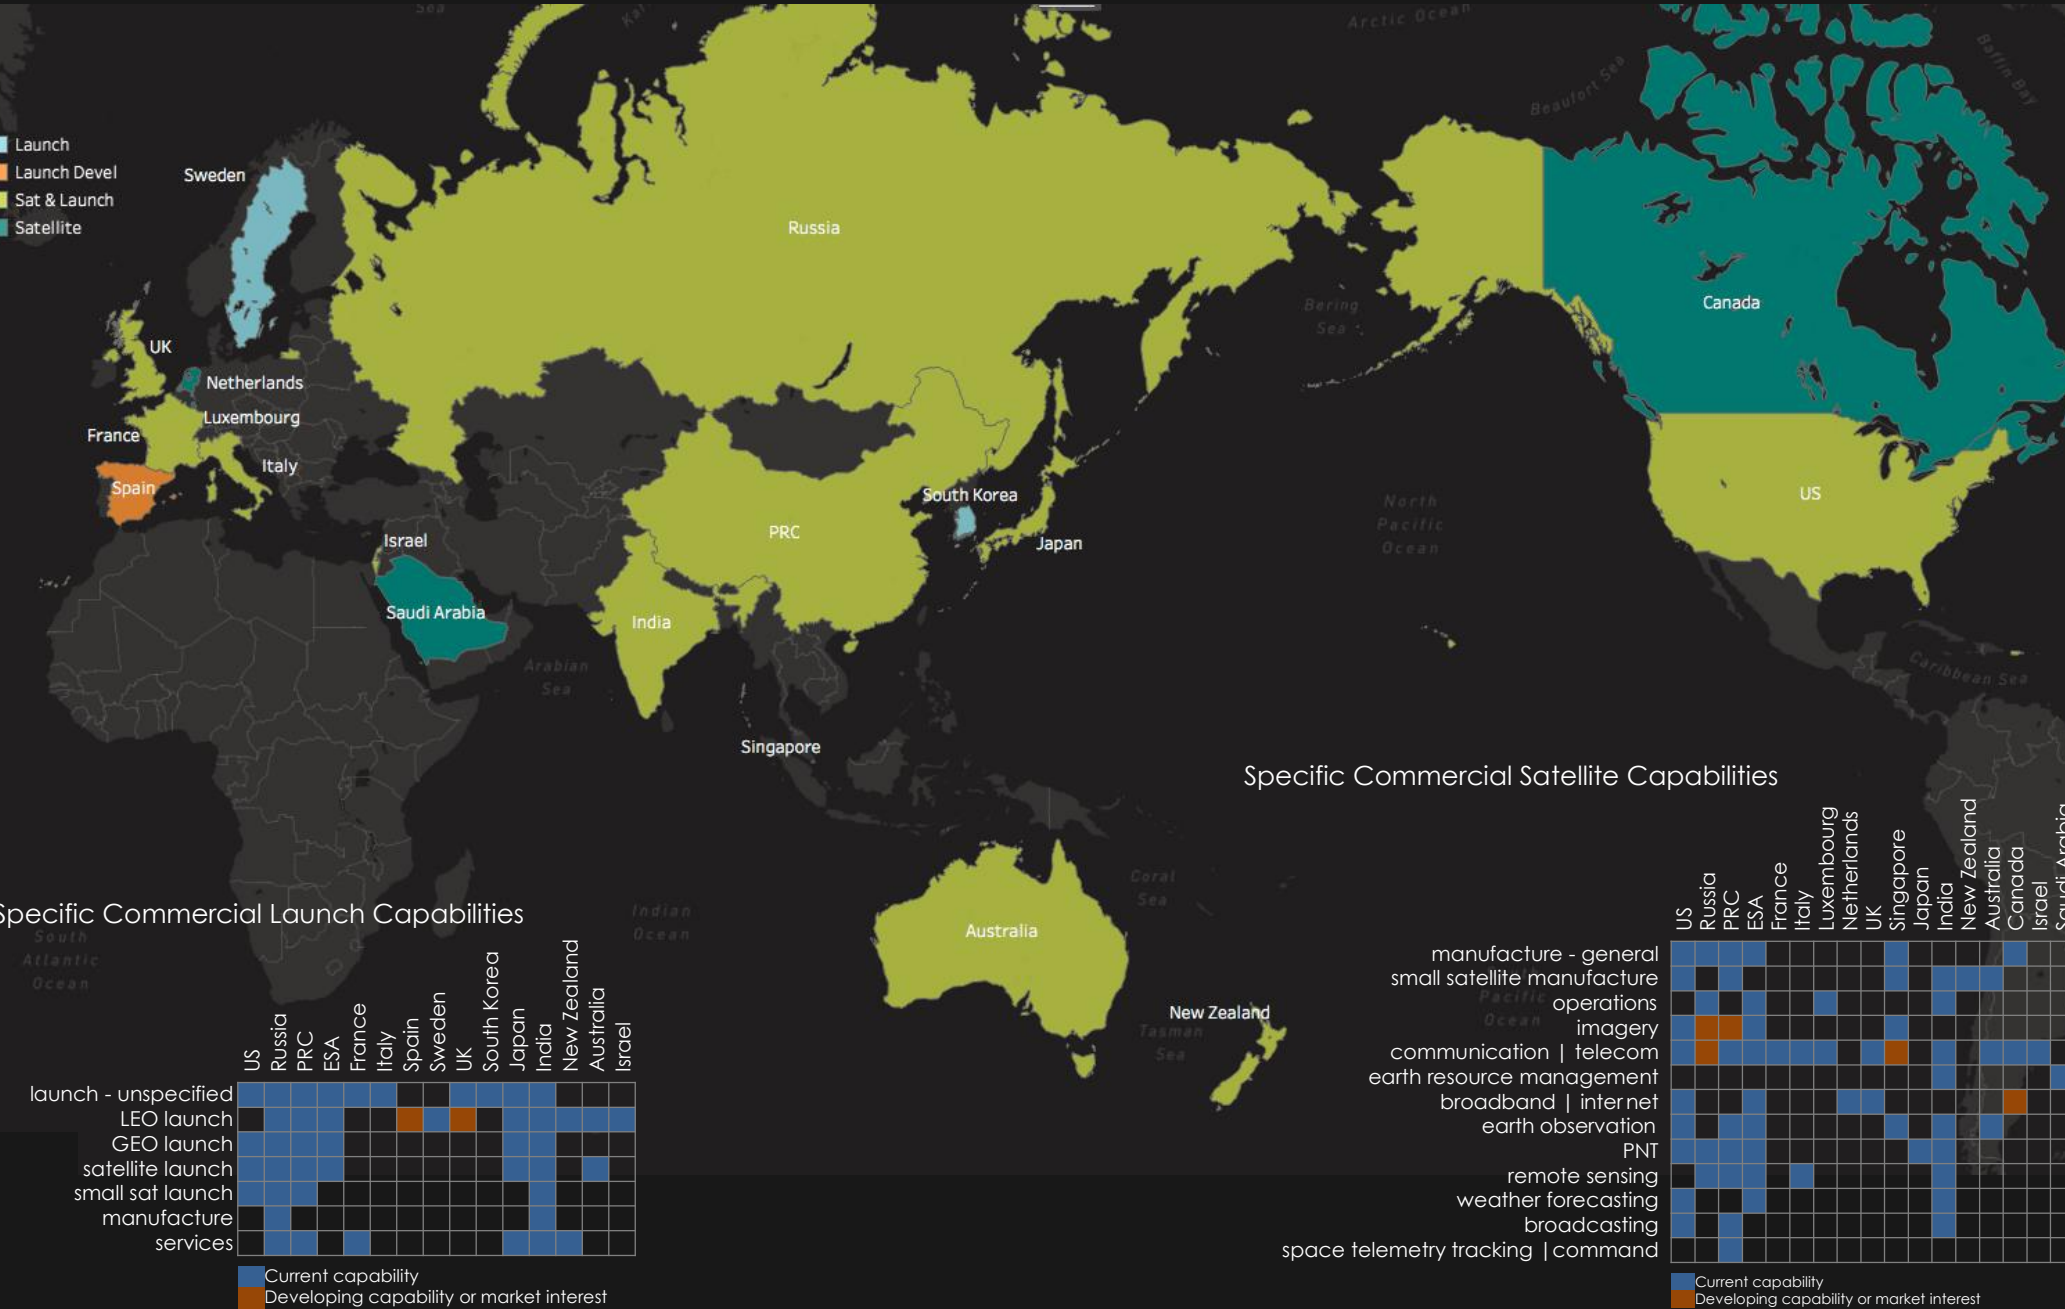 Sea
Arctic Ocean
Beaufort Sea
Baffin Bay
Launch
Launch Devel
Sat & Launch
Satellite
Sweden
Russia
Canada
Bering
Sea
UK
Netherlands
Luxembourg
France
Italy
Spain
South Korea
US
North
Pacific
Ocean
PRC
Japan
Israel
Saudi Arabia
India
Arabian
Sea
Caribbean Sea
Singapore
Australia
Coral
Sea
Indian
Ocean
New Zealand
Tasman
Sea
South
Atlantic
Ocean
Pacific
Ocean
Specific Commercial Launch Capabilities
US
Russia
PRC
ESA
France
Italy
Spain
Sweden
UK
South Korea
Japan
India
New Zealand
Australia
Israel
launch - unspecified
LEO launch
GEO launch
satellite launch
small sat launch
manufacture
services
Current capability
Developing capability or market interest
Specific Commercial Satellite Capabilities
US
Russia
PRC
ESA
France
Italy
Luxembourg
Netherlands
UK
Singapore
Japan
India
New Zealand
Australia
Canada
Israel
Saudi Arabia
manufacture - general
small satellite manufacture
operations
imagery
communication | telecom
earth resource management
broadband | internet
earth observation
PNT
remote sensing
weather forecasting
broadcasting
space telemetry tracking |command
Current capability
Developing capability or market interest